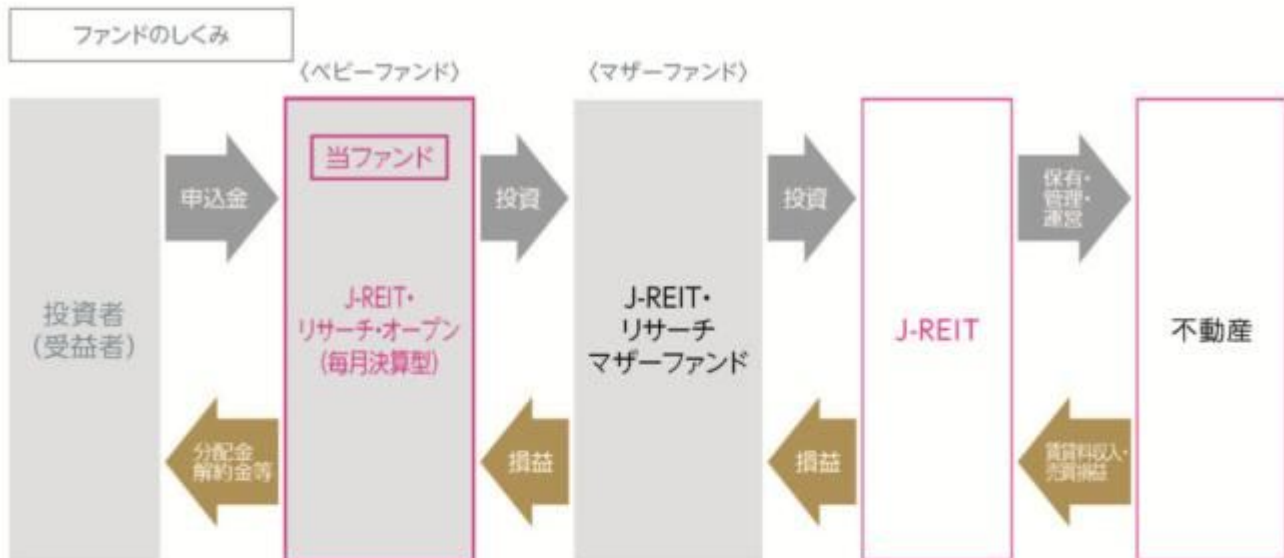 ファンドのしくみ
〈ベビーファンド〉
〈マザーファンド〉
当ファンド
申込金
投資
投資
保有・
管理・
運営
投資者
(受益者)
J-REIT・
リサーチ・オープン
(毎月決算型)
J-REIT・
リサーチ
マザーファンド
J-REIT
不動産
分配金
解約金等
損益
損益
賃貸料収入・
売買損益